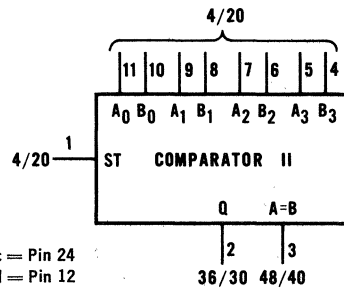 4/20
11 10 9 8 7 6 5 4
A0 B0 A1 B1 A2 B2 A3 B3
1
4/20 ST COMPARATOR II
Q A=B
= Pin 24
2 3
= Pin 12
36/30 48/40